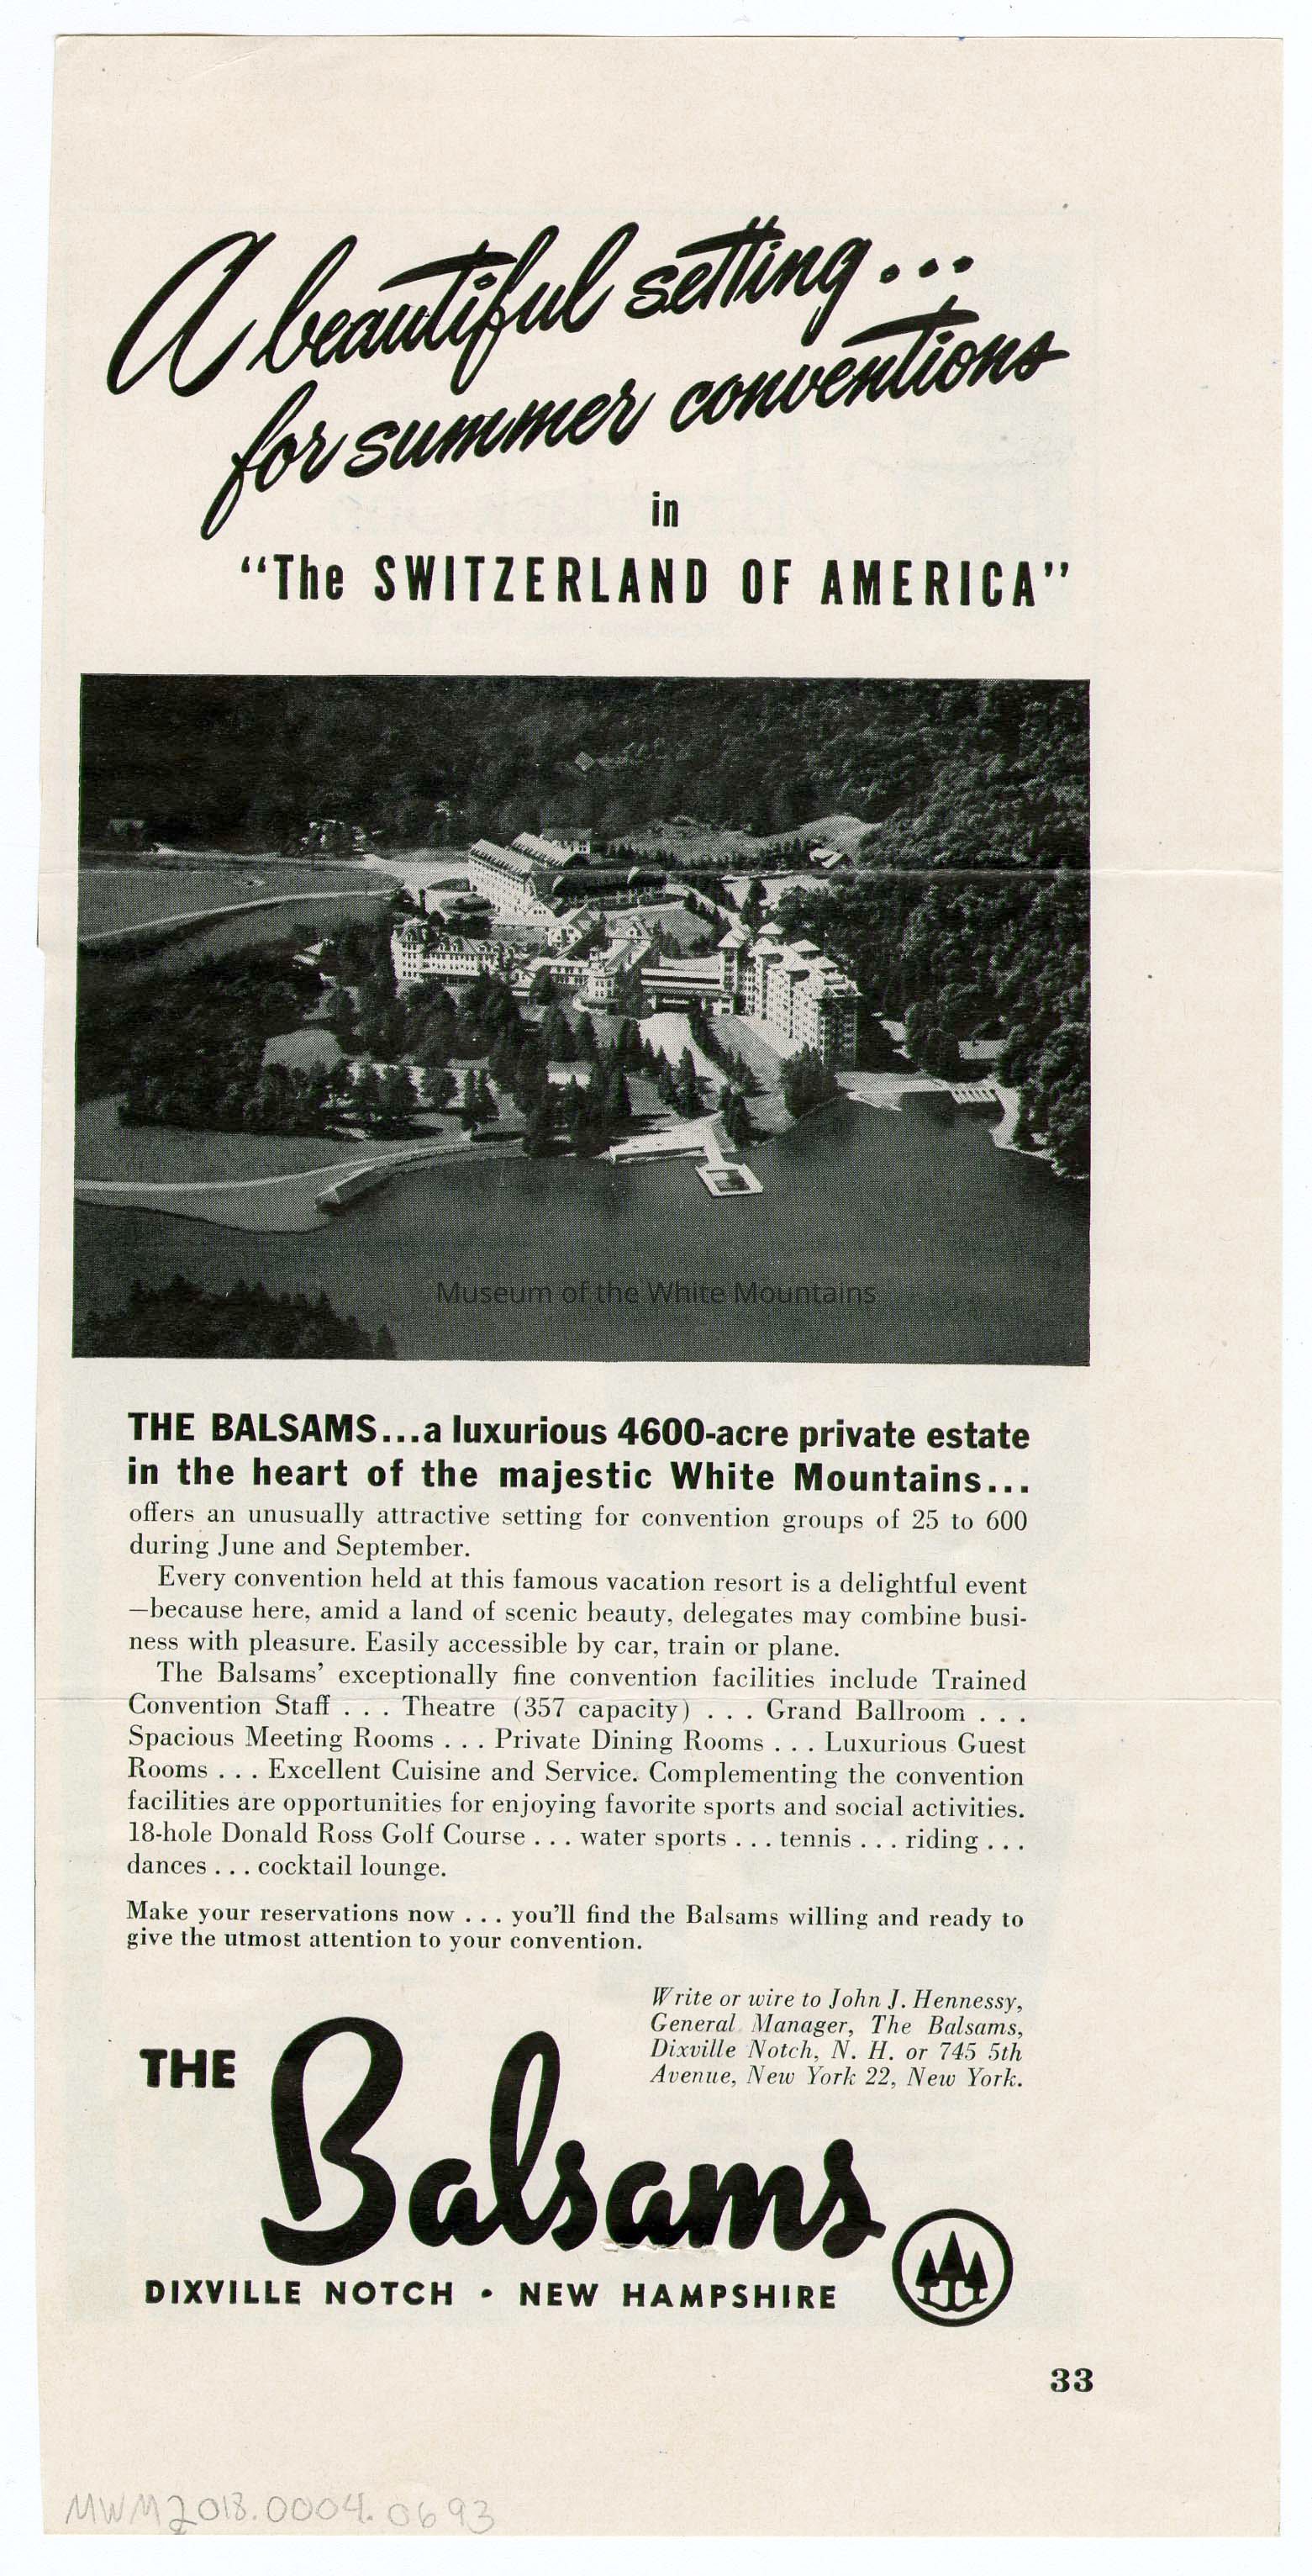 A beautiful setting...
for summer conventions
in
“The SWITZERLAND OF AMERICA”
Museum of the White Mountains
THE BALSAMS...a luxurious 4600-acre private estate
in the heart of the majestic White Mountains...
offers an unusually attractive setting for convention groups of 25 to 600
during June and September.
Every convention held at this famous vacation resort is a delightful event
—because here, amid a land of scenic beauty, delegates may combine busi-
ness with pleasure. Easily accessible by car, train or plane.
The Balsams’ exceptionally fine convention facilities include Trained
Convention Staff . . . Theatre (357 capacity) . . . Grand Ballroom . . .
Spacious Meeting Rooms . . . Private Dining Rooms . . . Luxurious Guest
Rooms . . . Excellent Cuisine and Service. Complementing the convention
facilities are opportunities for enjoying favorite sports and social activities.
18-hole Donald Ross Golf Course . . . water sports . . . tennis . . . riding . . .
dances . . . cocktail lounge.
Make your reservations now . . . you’ll find the Balsams willing and ready to
give the utmost attention to your convention.
Write or wire to John J. Hennessy,
General Manager, The Balsams,
Dixville Notch, N. H. or 745 5th
Avenue, New York 22, New York.
THE Balsams
DIXVILLE NOTCH • NEW HAMPSHIRE
33
MWM2018.0004.0693